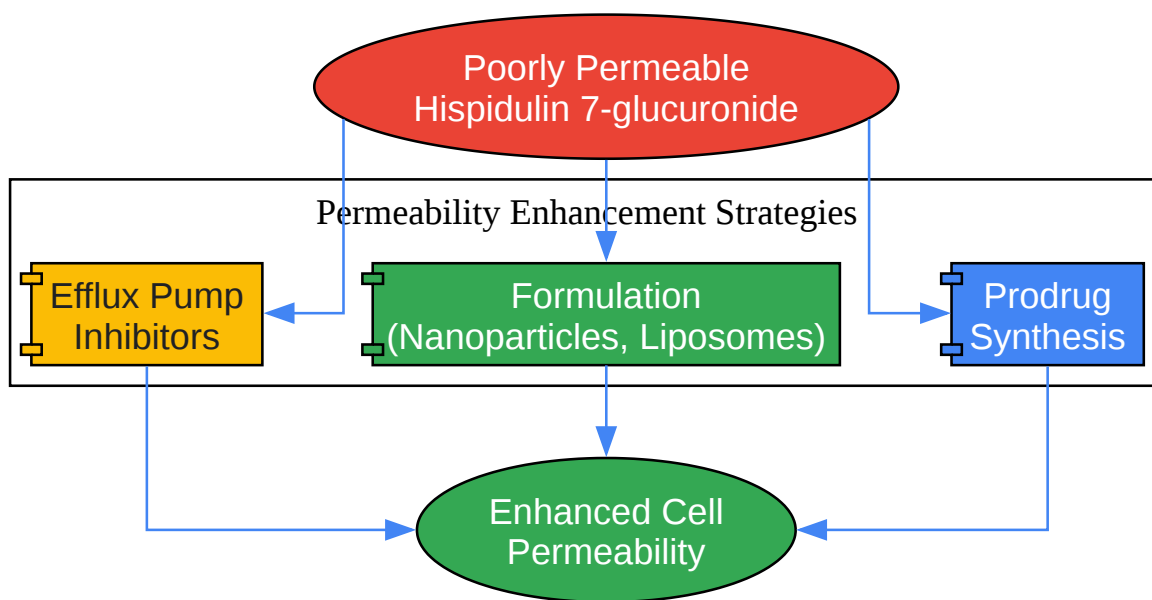 Poorly Permeable
Hispidulin 7-glucuronide
Permeability Enhancement Strategies
Efflux Pump
Inhibitors
Formulation
(Nanoparticles, Liposomes)
Prodrug
Synthesis
Enhanced Cell
Permeability